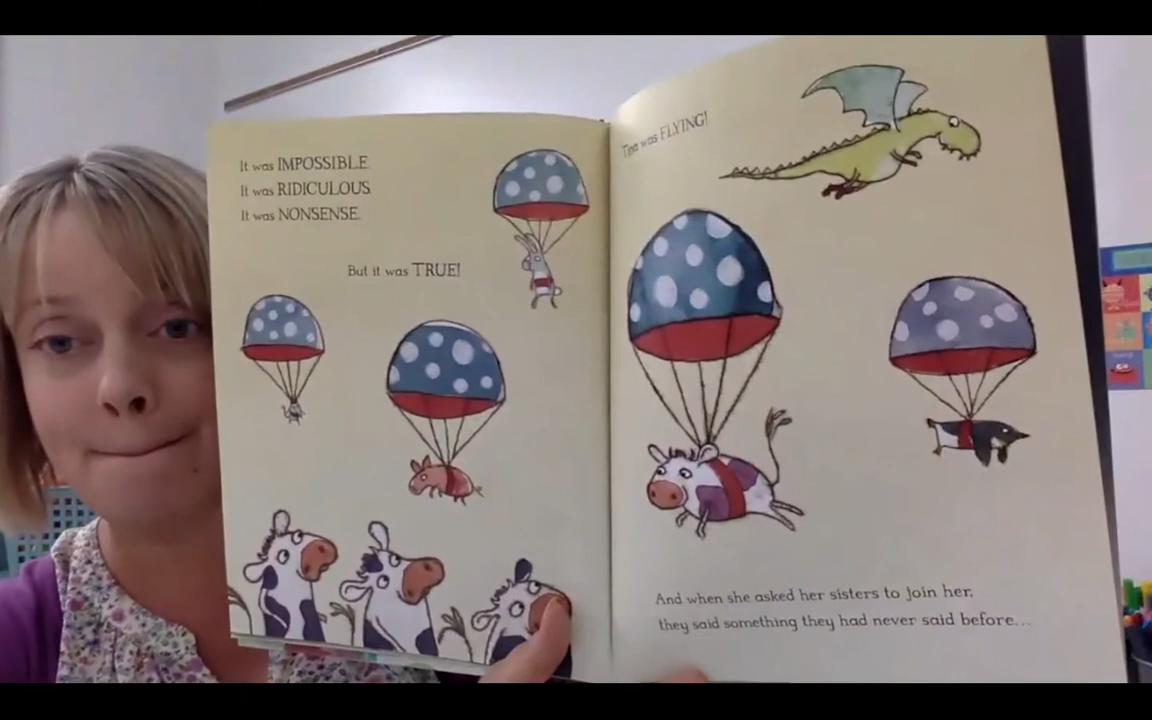 It was IMPOSSIBLE.
It was RIDICULOUS.
It was NONSENSE.
But it was TRUE!
Tina was FLYING!
And when she asked her sisters to join her,
they said something they had never said before...